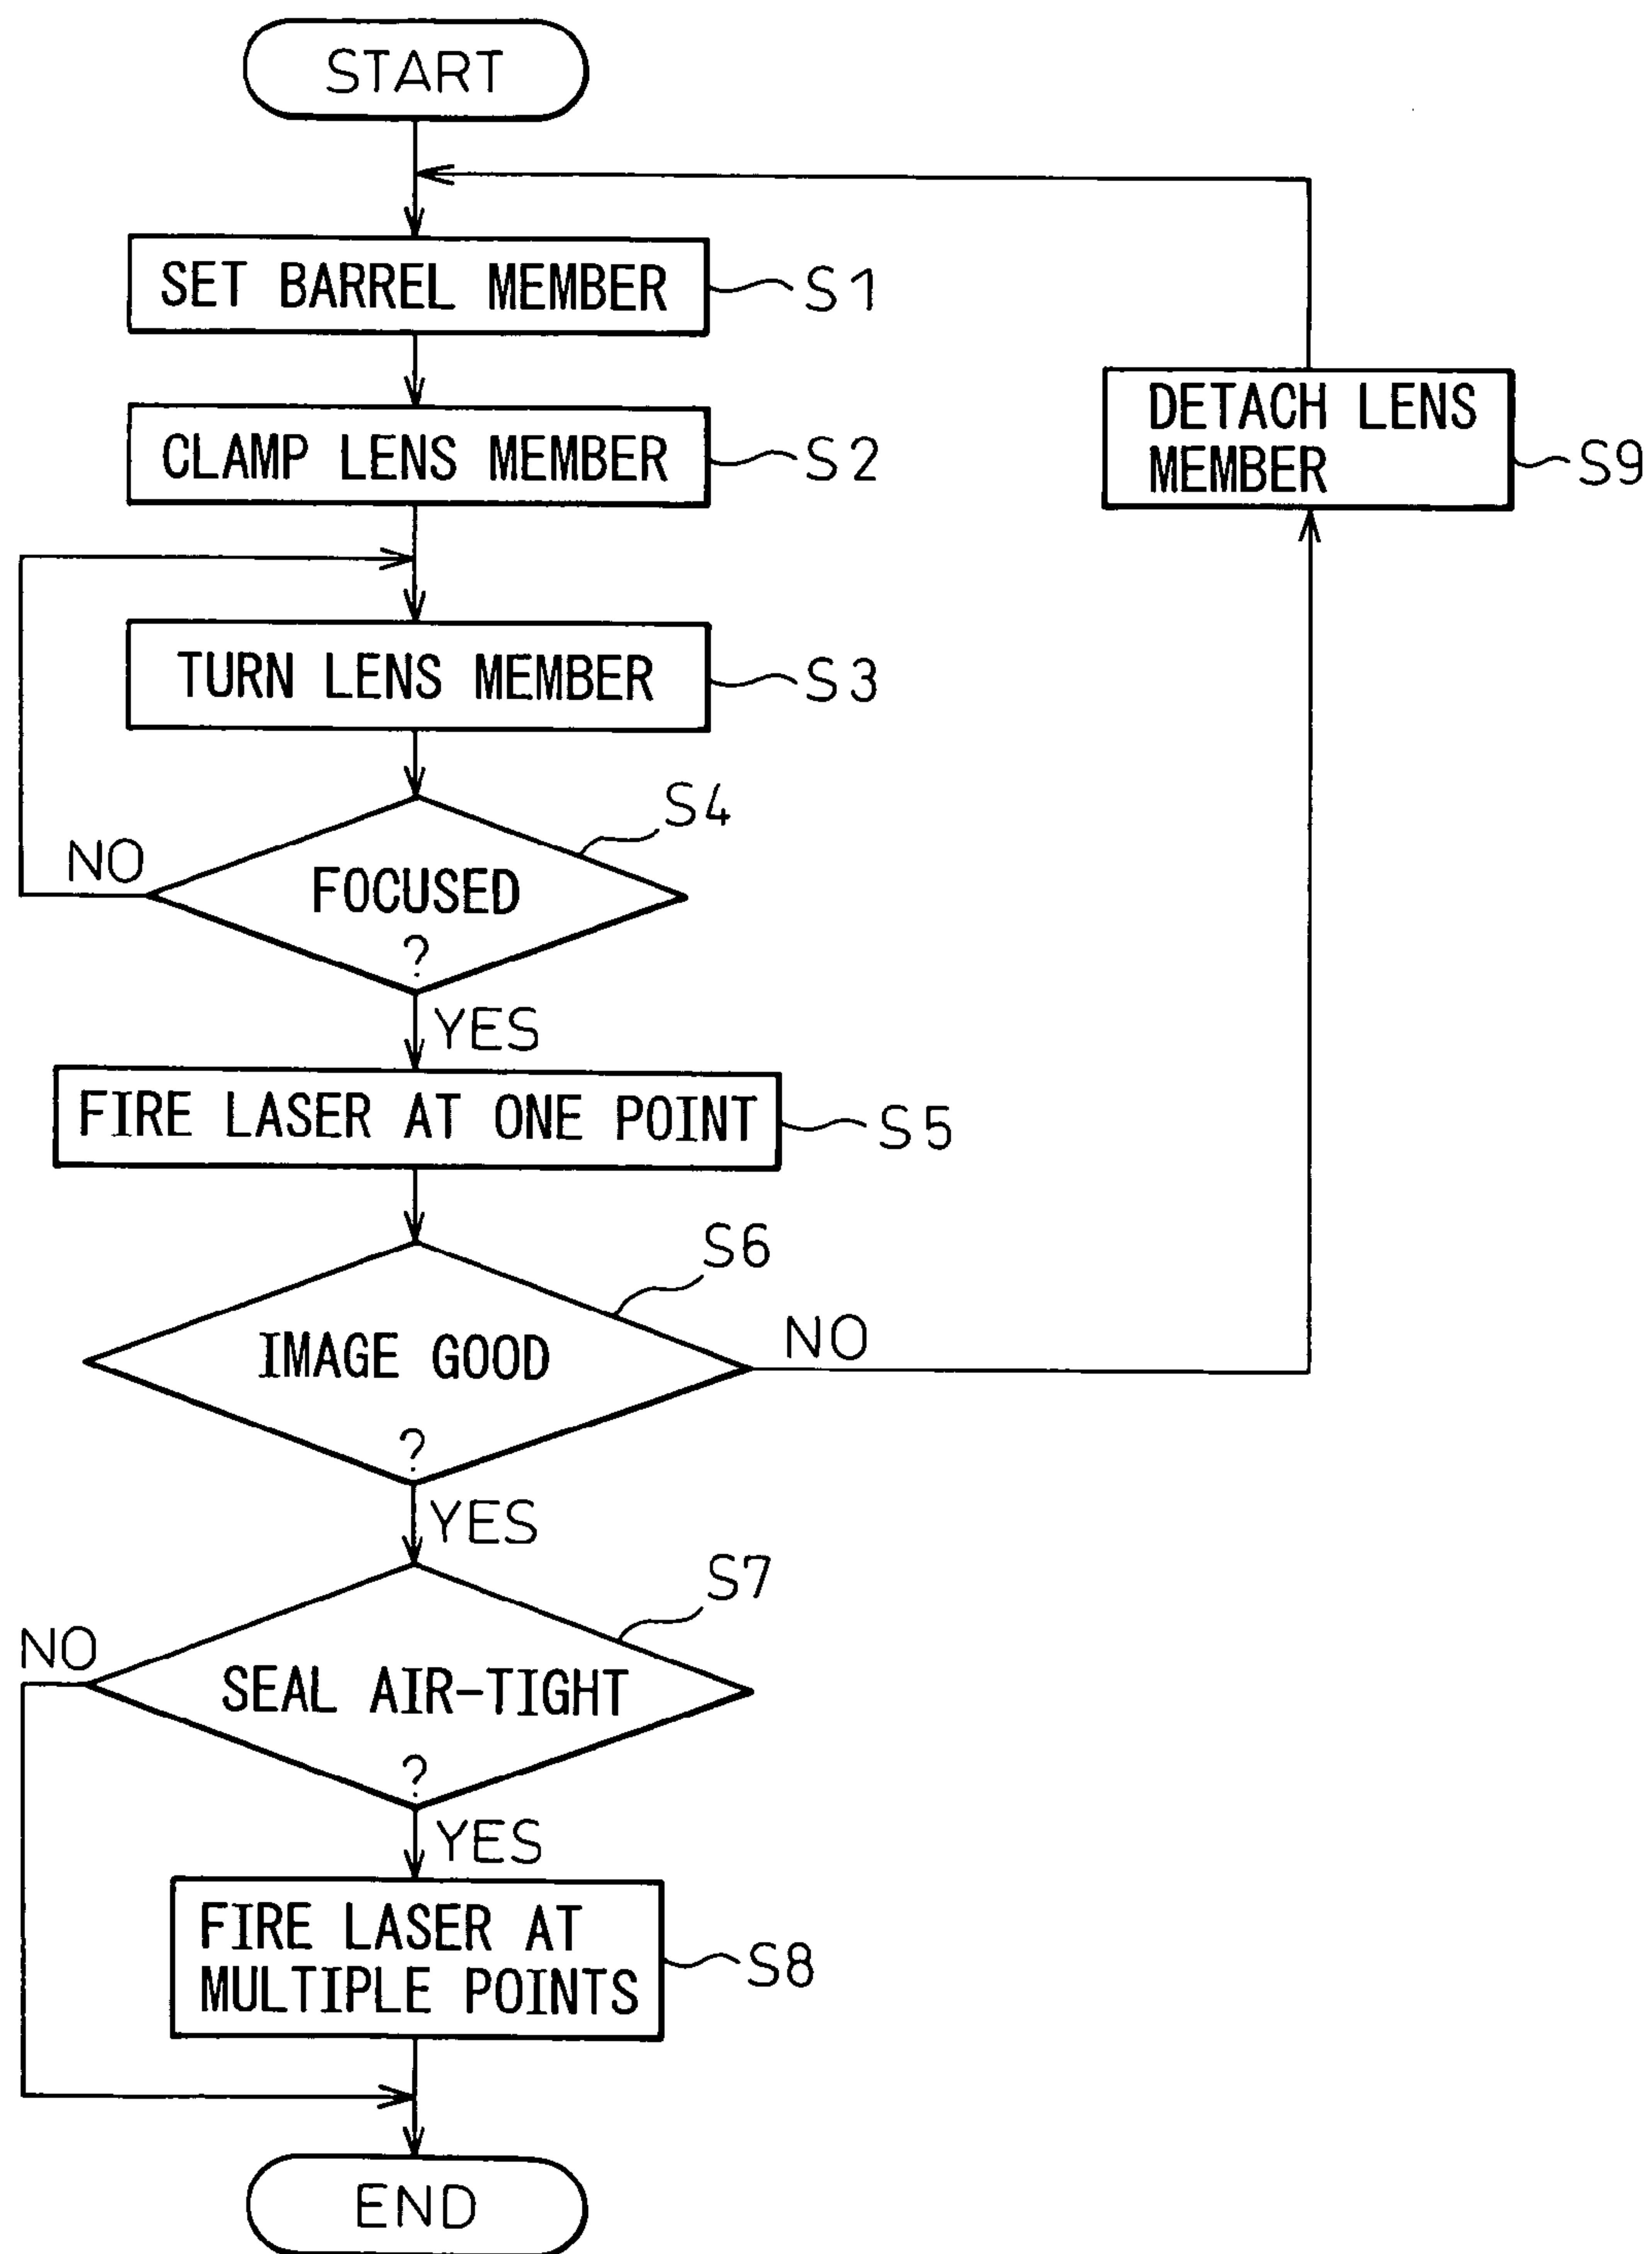 START
SET BARREL MEMBER
S1
CLAMP LENS MEMBER
S2
DETACH LENS
MEMBER
S9
TURN LENS MEMBER
S3
S4
NO
FOCUSED
?
YES
FIRE LASER AT ONE POINT
S5
S6
IMAGE GOOD
?
NO
YES
S7
NO
SEAL AIR-TIGHT
?
YES
FIRE LASER AT
MULTIPLE POINTS
S8
END